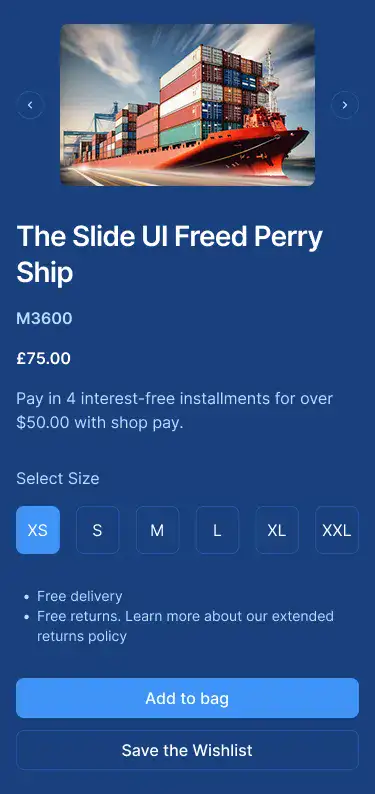 The Slide UI Freed Perry
Ship
M3600
£75.00
Pay in 4 interest-free installments for over
$50.00 with shop pay.
Select Size
XS S M L XL XXL
• Free delivery
• Free returns. Learn more about our extended
returns policy
Add to bag
Save the Wishlist